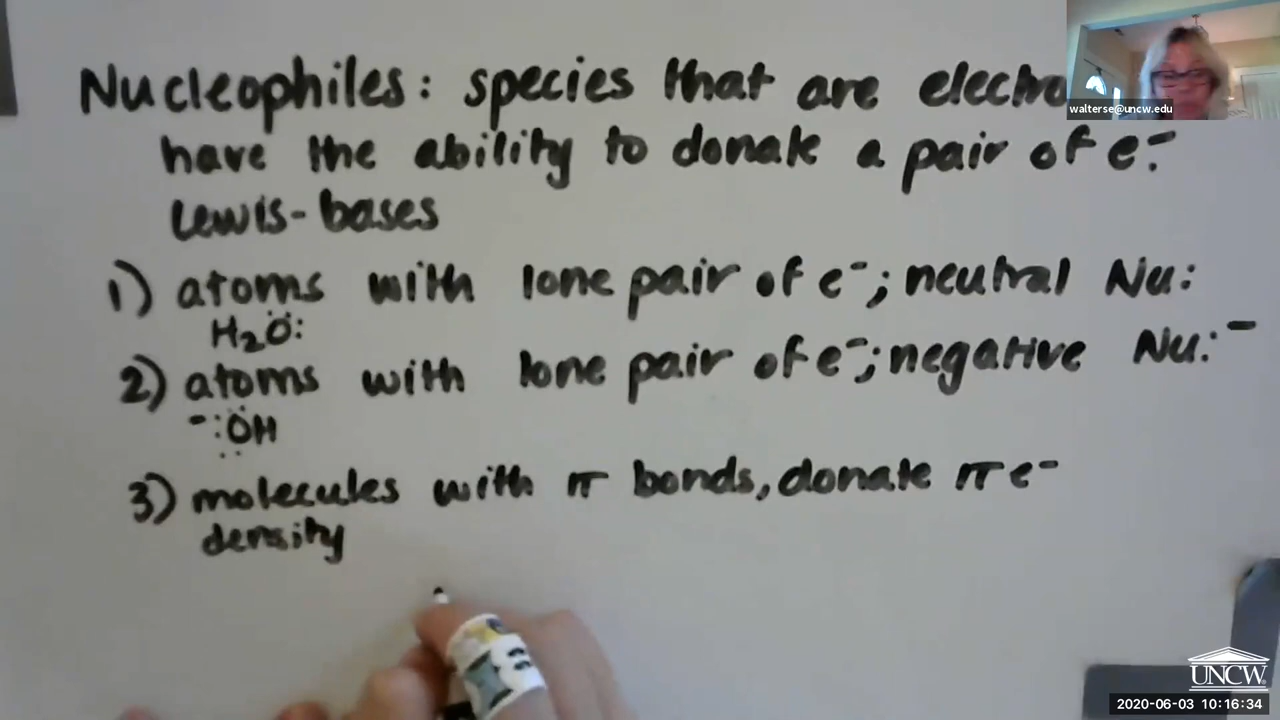 Nucleophiles: species that are electro
have the ability to donate a pair of e⁻.
Lewis-bases
1) atoms with lone pair of e⁻; neutral Nu:
H₂Ö:
2) atoms with lone pair of e⁻; negative Nu:⁻
⁻:ÖH
3) molecules with π bonds, donate π e⁻
density
walterse@uncw.edu
UNCW
2020-06-03 10:16:34